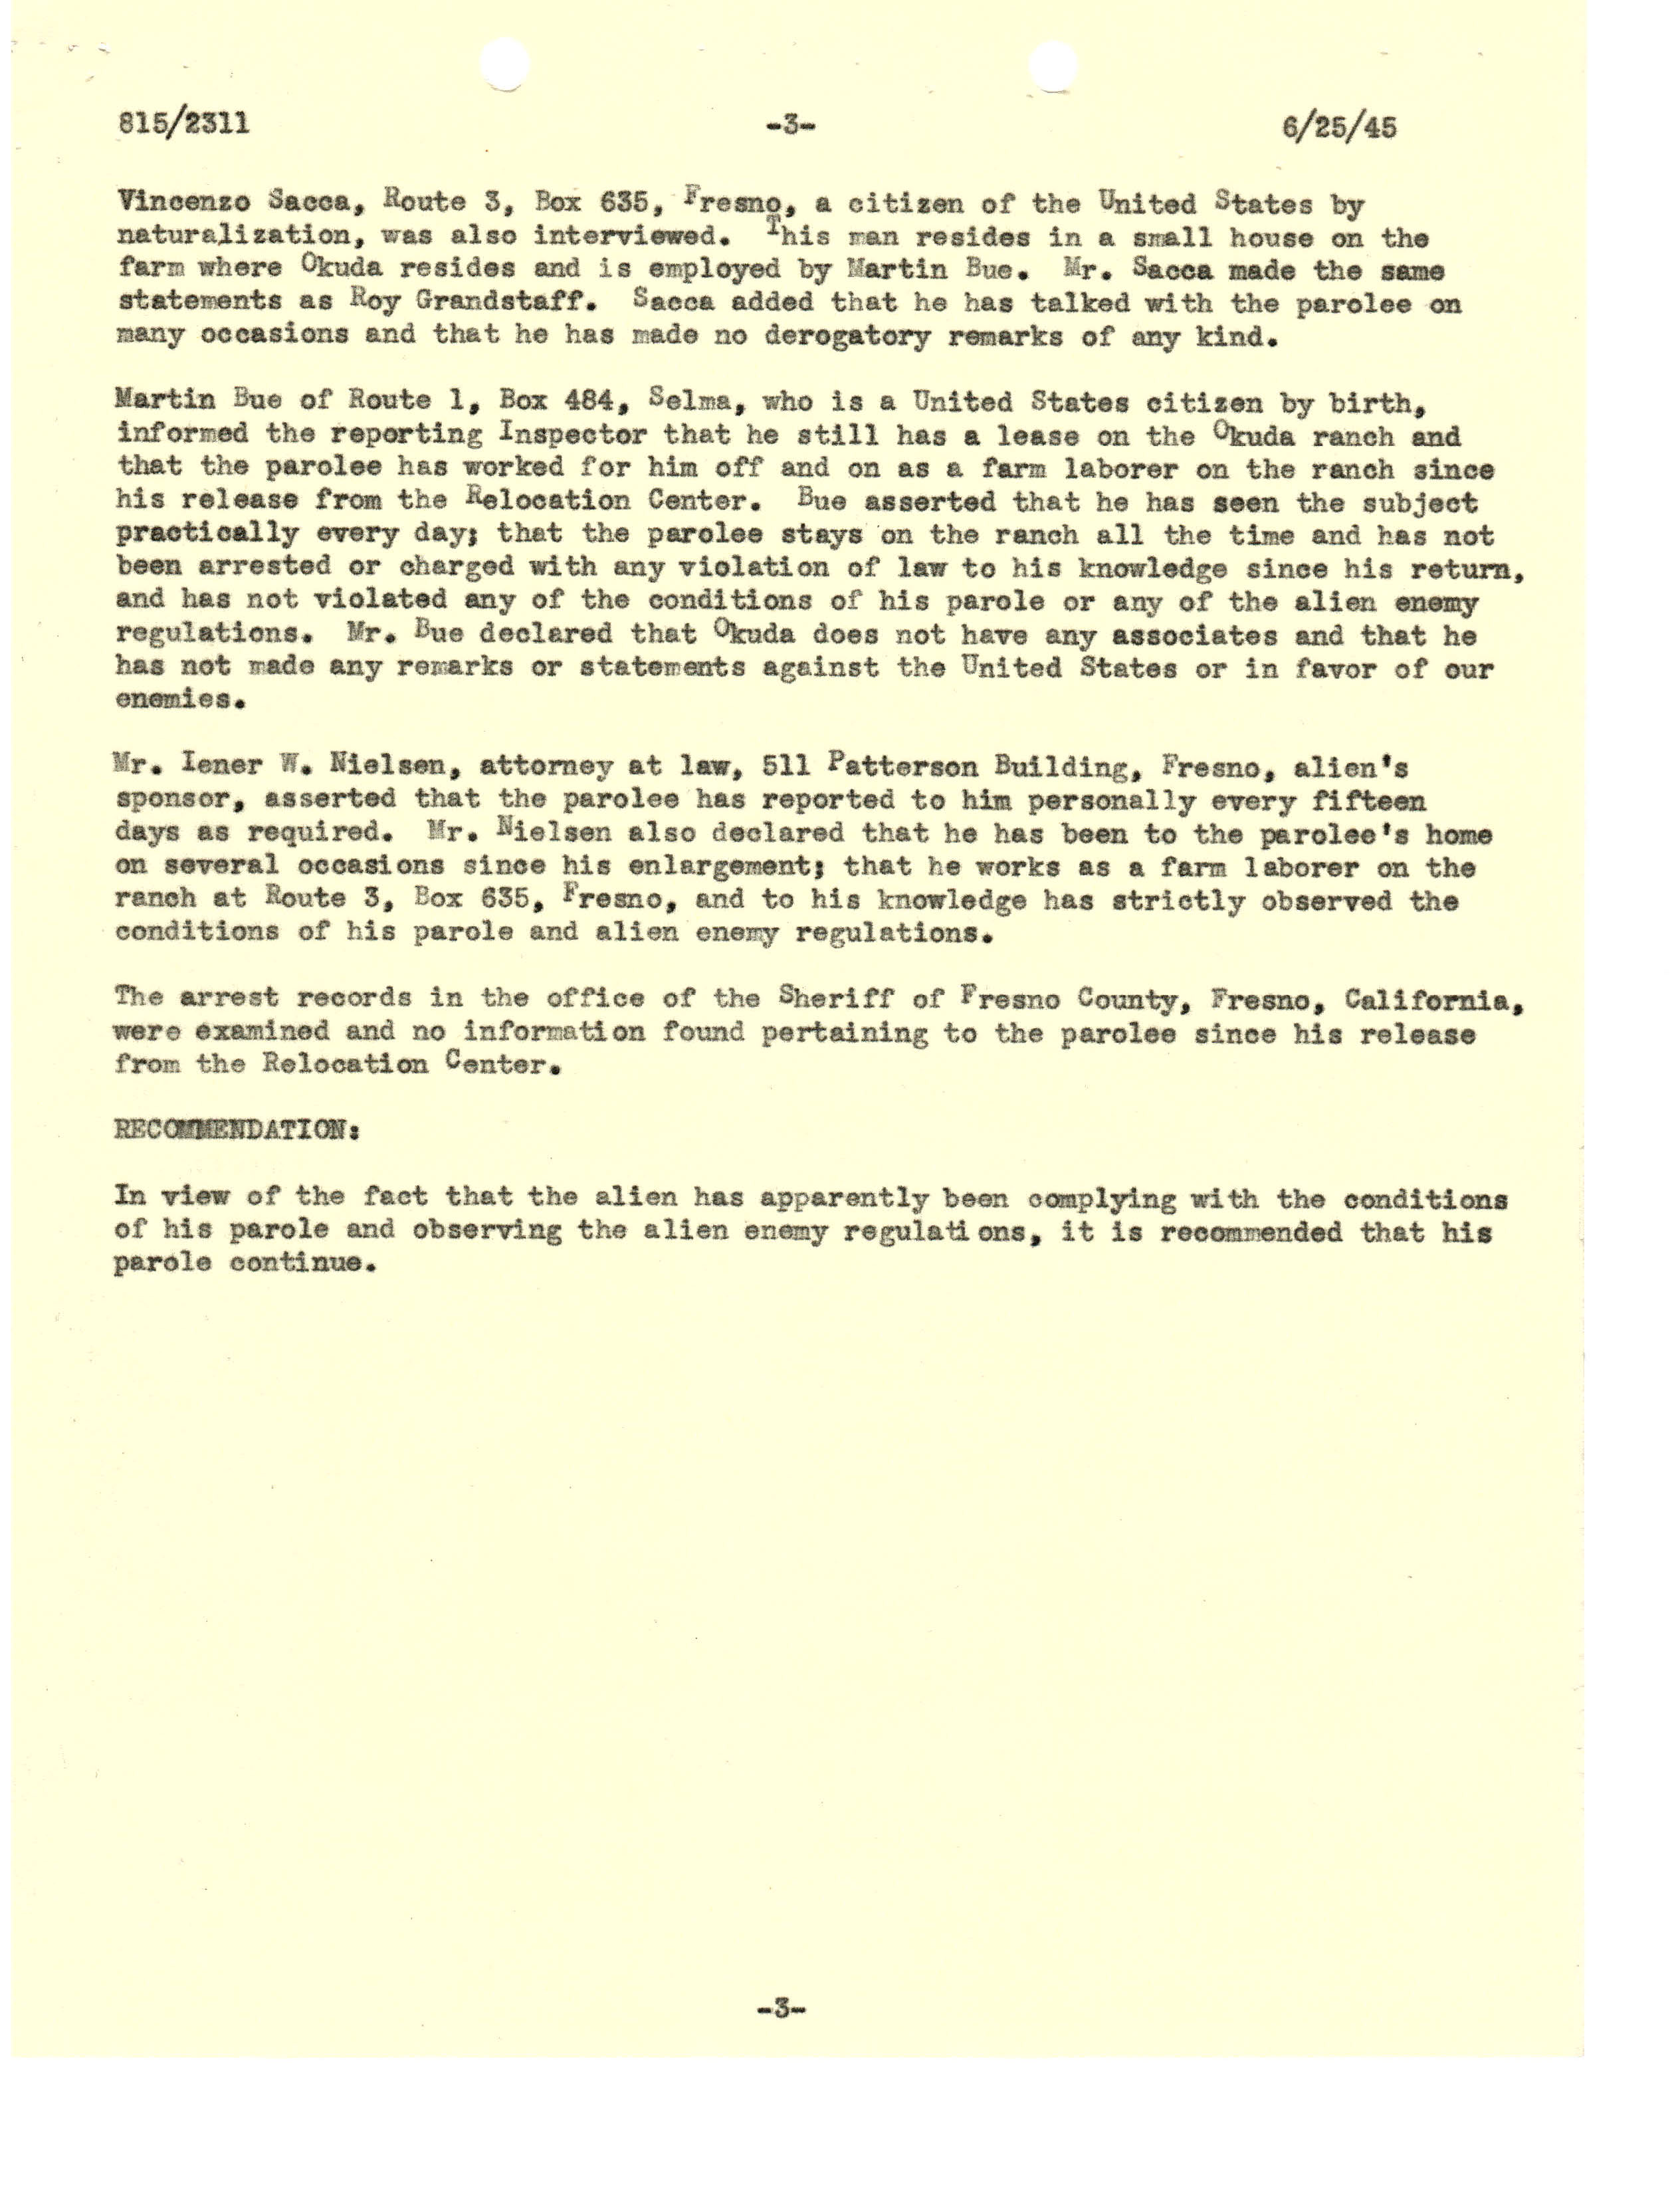 815/2311 -3- 6/25/45
Vincenzo Sacca, Route 3, Box 635, Fresno, a citizen of the United States by
naturalization, was also interviewed. This man resides in a small house on the
farm where Okuda resides and is employed by Martin Bue. Mr. Sacca made the same
statements as Roy Grandstaff. Sacca added that he has talked with the parolee on
many occasions and that he has made no derogatory remarks of any kind.
Martin Bue of Route 1, Box 484, Selma, who is a United States citizen by birth,
informed the reporting Inspector that he still has a lease on the Okuda ranch and
that the parolee has worked for him off and on as a farm laborer on the ranch since
his release from the Relocation Center. Bue asserted that he has seen the subject
practically every day; that the parolee stays on the ranch all the time and has not
been arrested or charged with any violation of law to his knowledge since his return,
and has not violated any of the conditions of his parole or any of the alien enemy
regulations. Mr. Bue declared that Okuda does not have any associates and that he
has not made any remarks or statements against the United States or in favor of our
enemies.
Mr. Iener W. Nielsen, attorney at law, 511 Patterson Building, Fresno, alien's
sponsor, asserted that the parolee has reported to him personally every fifteen
days as required. Mr. Nielsen also declared that he has been to the parolee's home
on several occasions since his enlargement; that he works as a farm laborer on the
ranch at Route 3, Box 635, Fresno, and to his knowledge has strictly observed the
conditions of his parole and alien enemy regulations.
The arrest records in the office of the Sheriff of Fresno County, Fresno, California,
were examined and no information found pertaining to the parolee since his release
from the Relocation Center.
RECOMMENDATION:
In view of the fact that the alien has apparently been complying with the conditions
of his parole and observing the alien enemy regulations, it is recommended that his
parole continue.
-3-